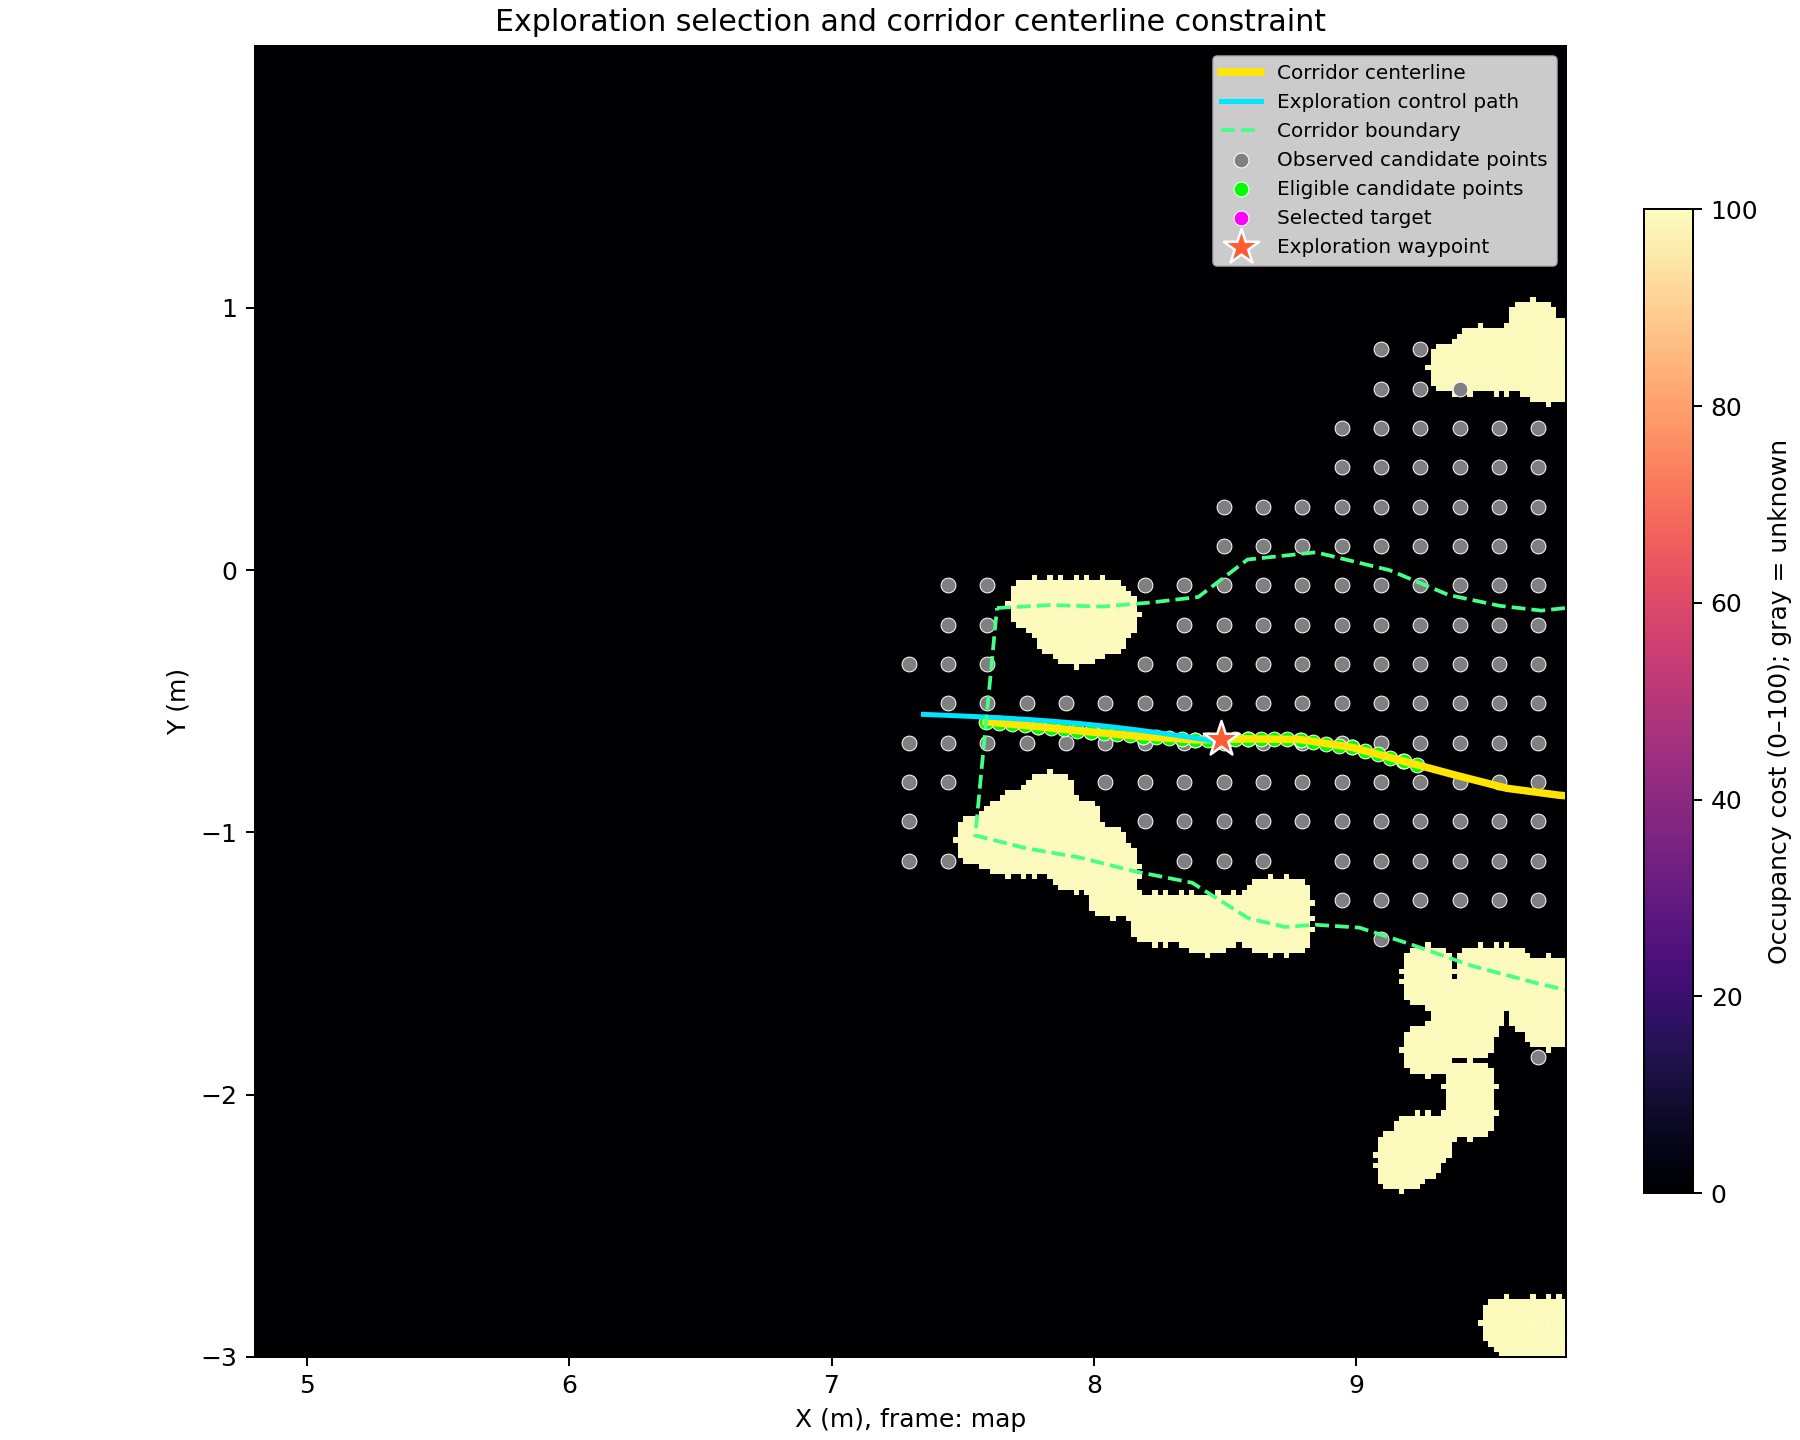 Exploration selection and corridor centerline constraint
Corridor centerline
Exploration control path
Corridor boundary
Observed candidate points
Eligible candidate points
Selected target
Exploration waypoint
1
0
−1
−2
−3
Y (m)
5
6
7
8
9
X (m), frame: map
100
80
60
40
20
0
Occupancy cost (0–100); gray = unknown